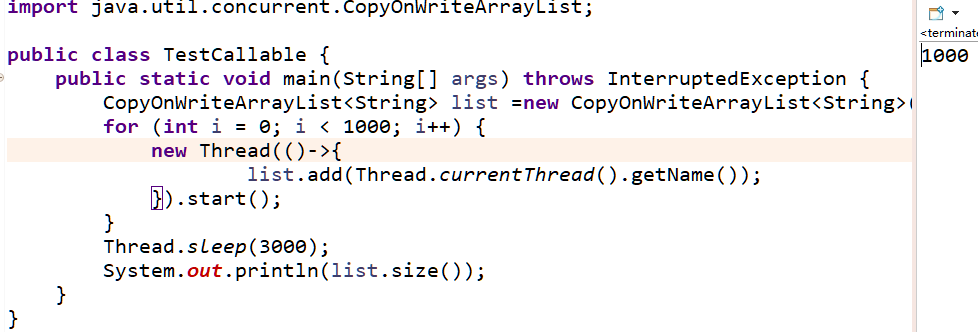 import java.util.concurrent.CopyOnWriteArrayList;
public class TestCallable {
public static void main(String[] args) throws InterruptedException {
CopyOnWriteArrayList<String> list =new CopyOnWriteArrayList<String>(
for (int i = 0; i < 1000; i++) {
new Thread(()->{
list.add(Thread.currentThread().getName());
}).start();
}
Thread.sleep(3000);
System.out.println(list.size());
}
}
<terminate
1000